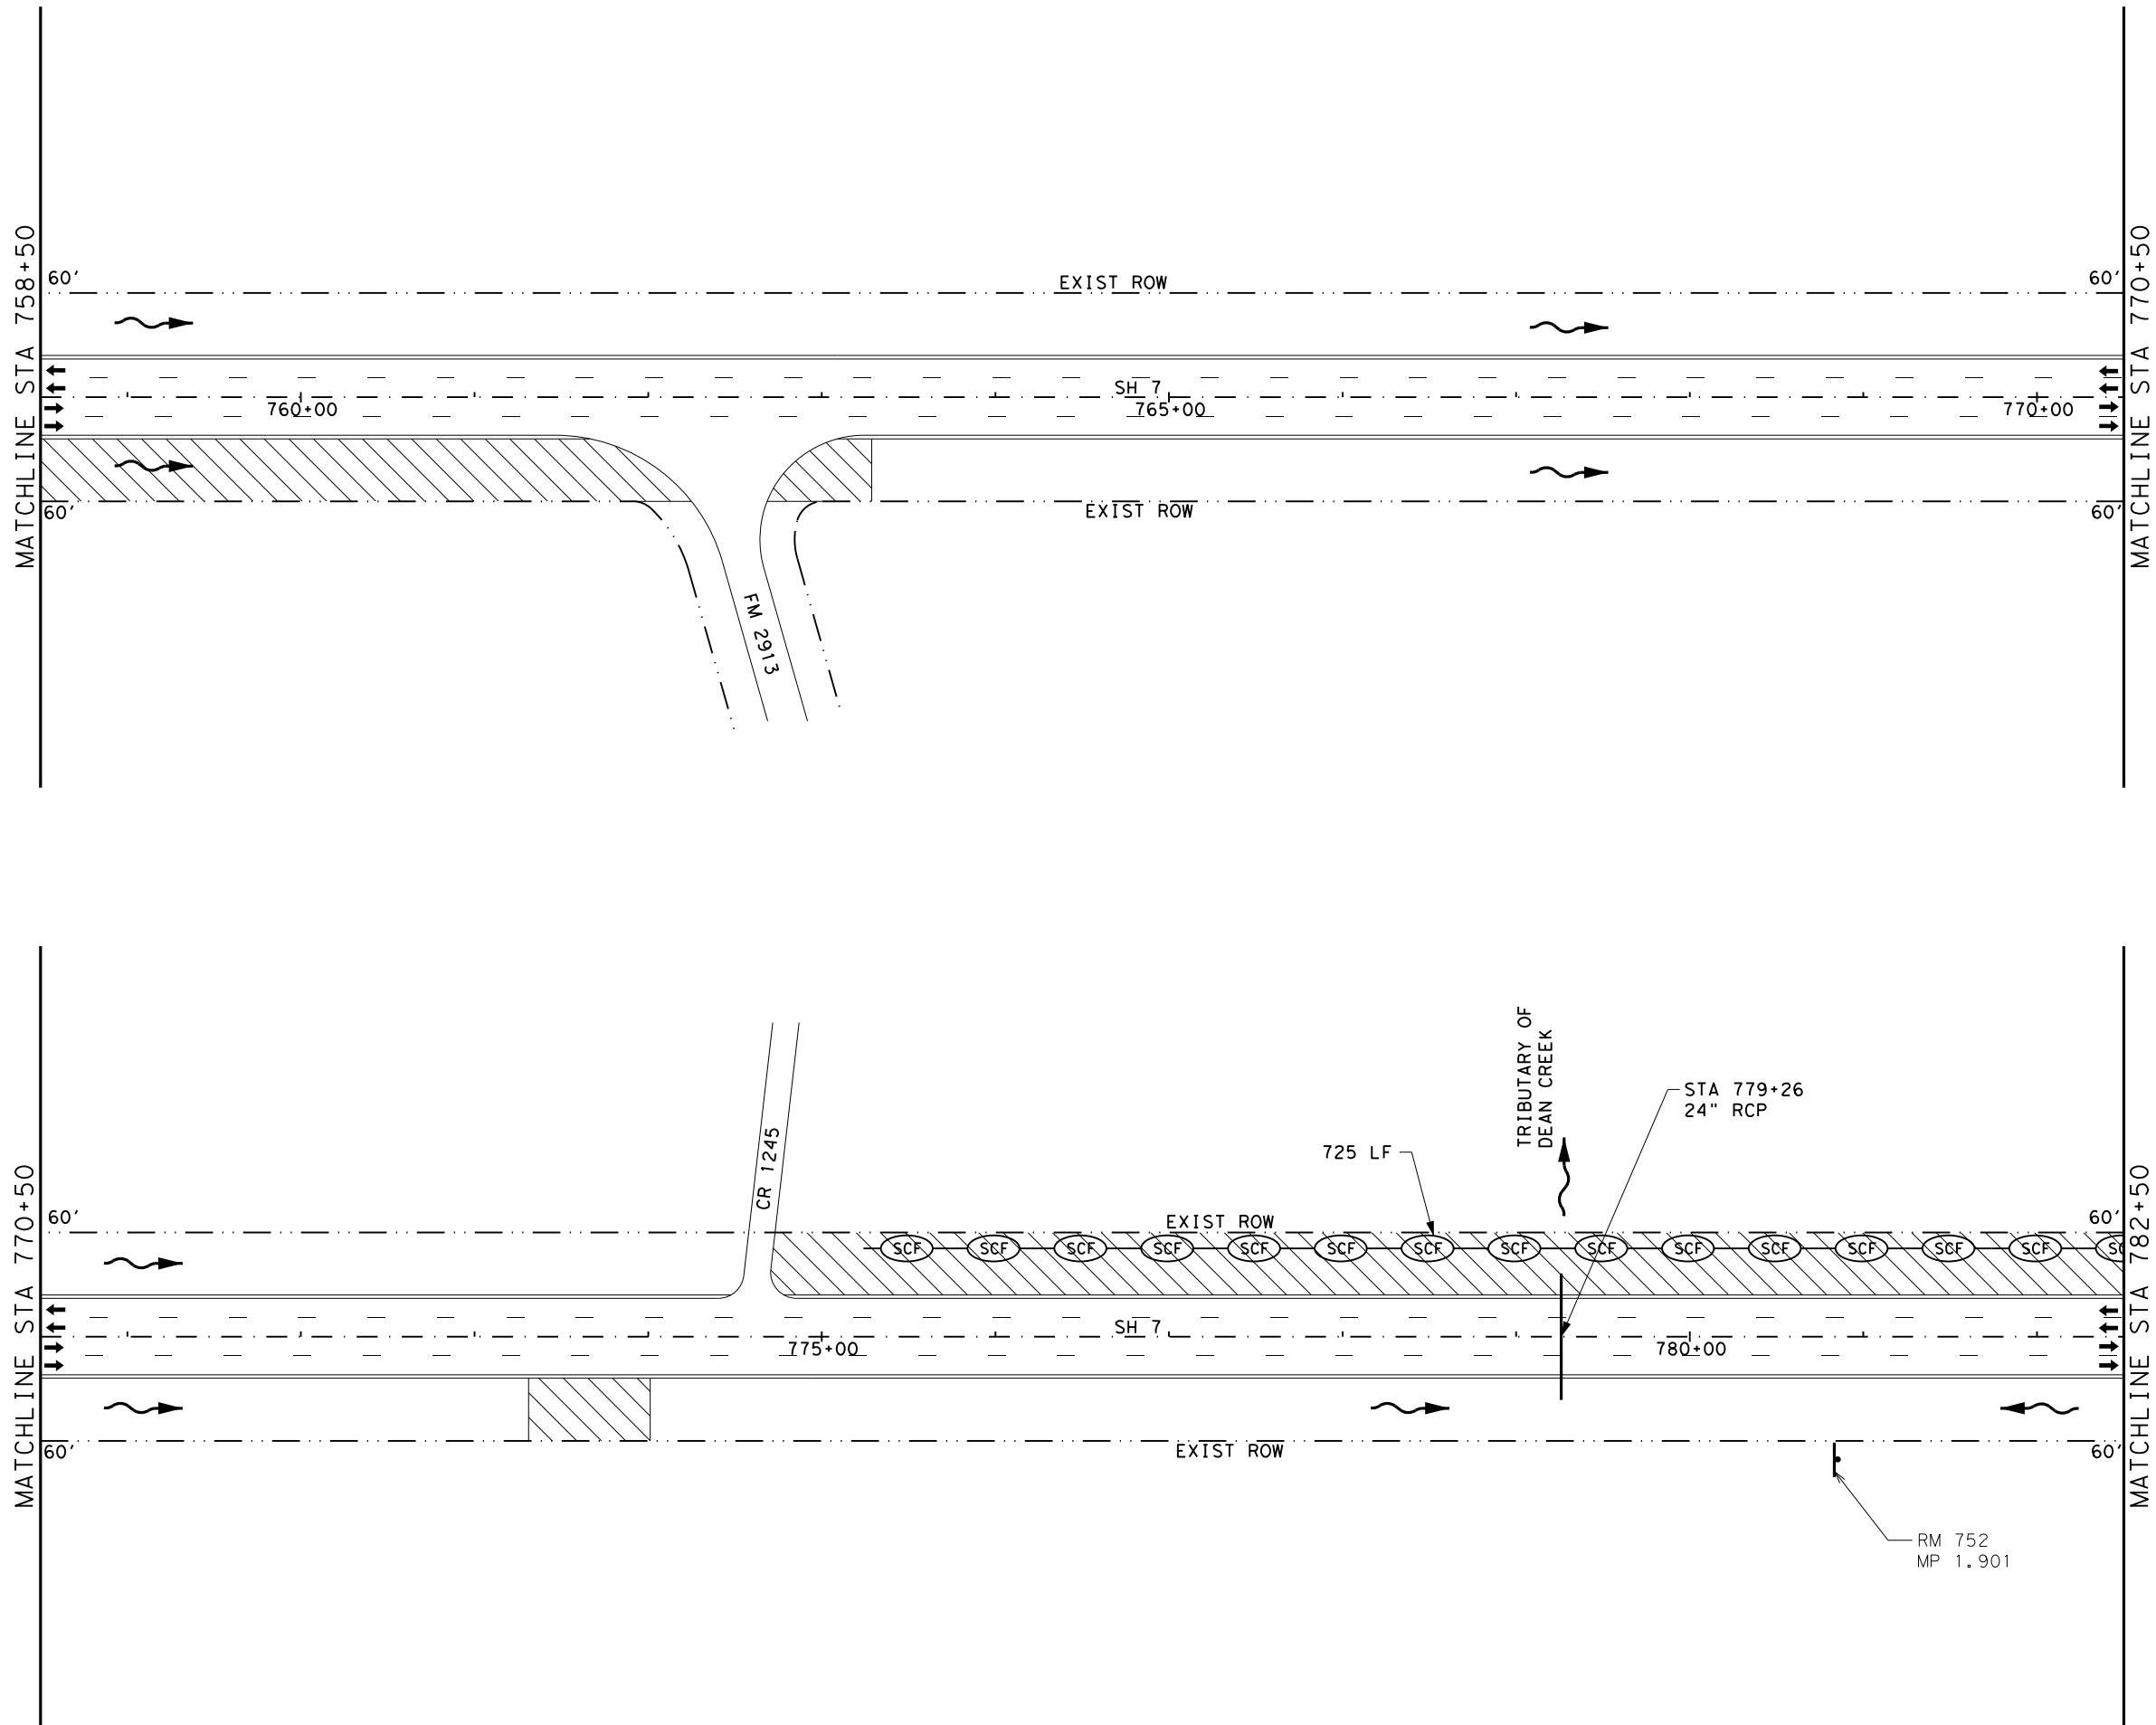 MATCHLINE STA 758+50
60'
EXIST ROW
60'
MATCHLINE STA 770+50
SH 7
760+00
765+00
770+00
60'
EXIST ROW
60'
FM 2913
MATCHLINE STA 770+50
TRIBUTARY OF
DEAN CREEK
STA 779+26
24" RCP
725 LF
CR 1245
60'
EXIST ROW
60'
MATCHLINE STA 782+50
SCF
SCF
SCF
SCF
SCF
SCF
SCF
SCF
SCF
SCF
SCF
SCF
SCF
SCF
SC
SH 7
775+00
780+00
60'
EXIST ROW
60'
RM 752
MP 1.901